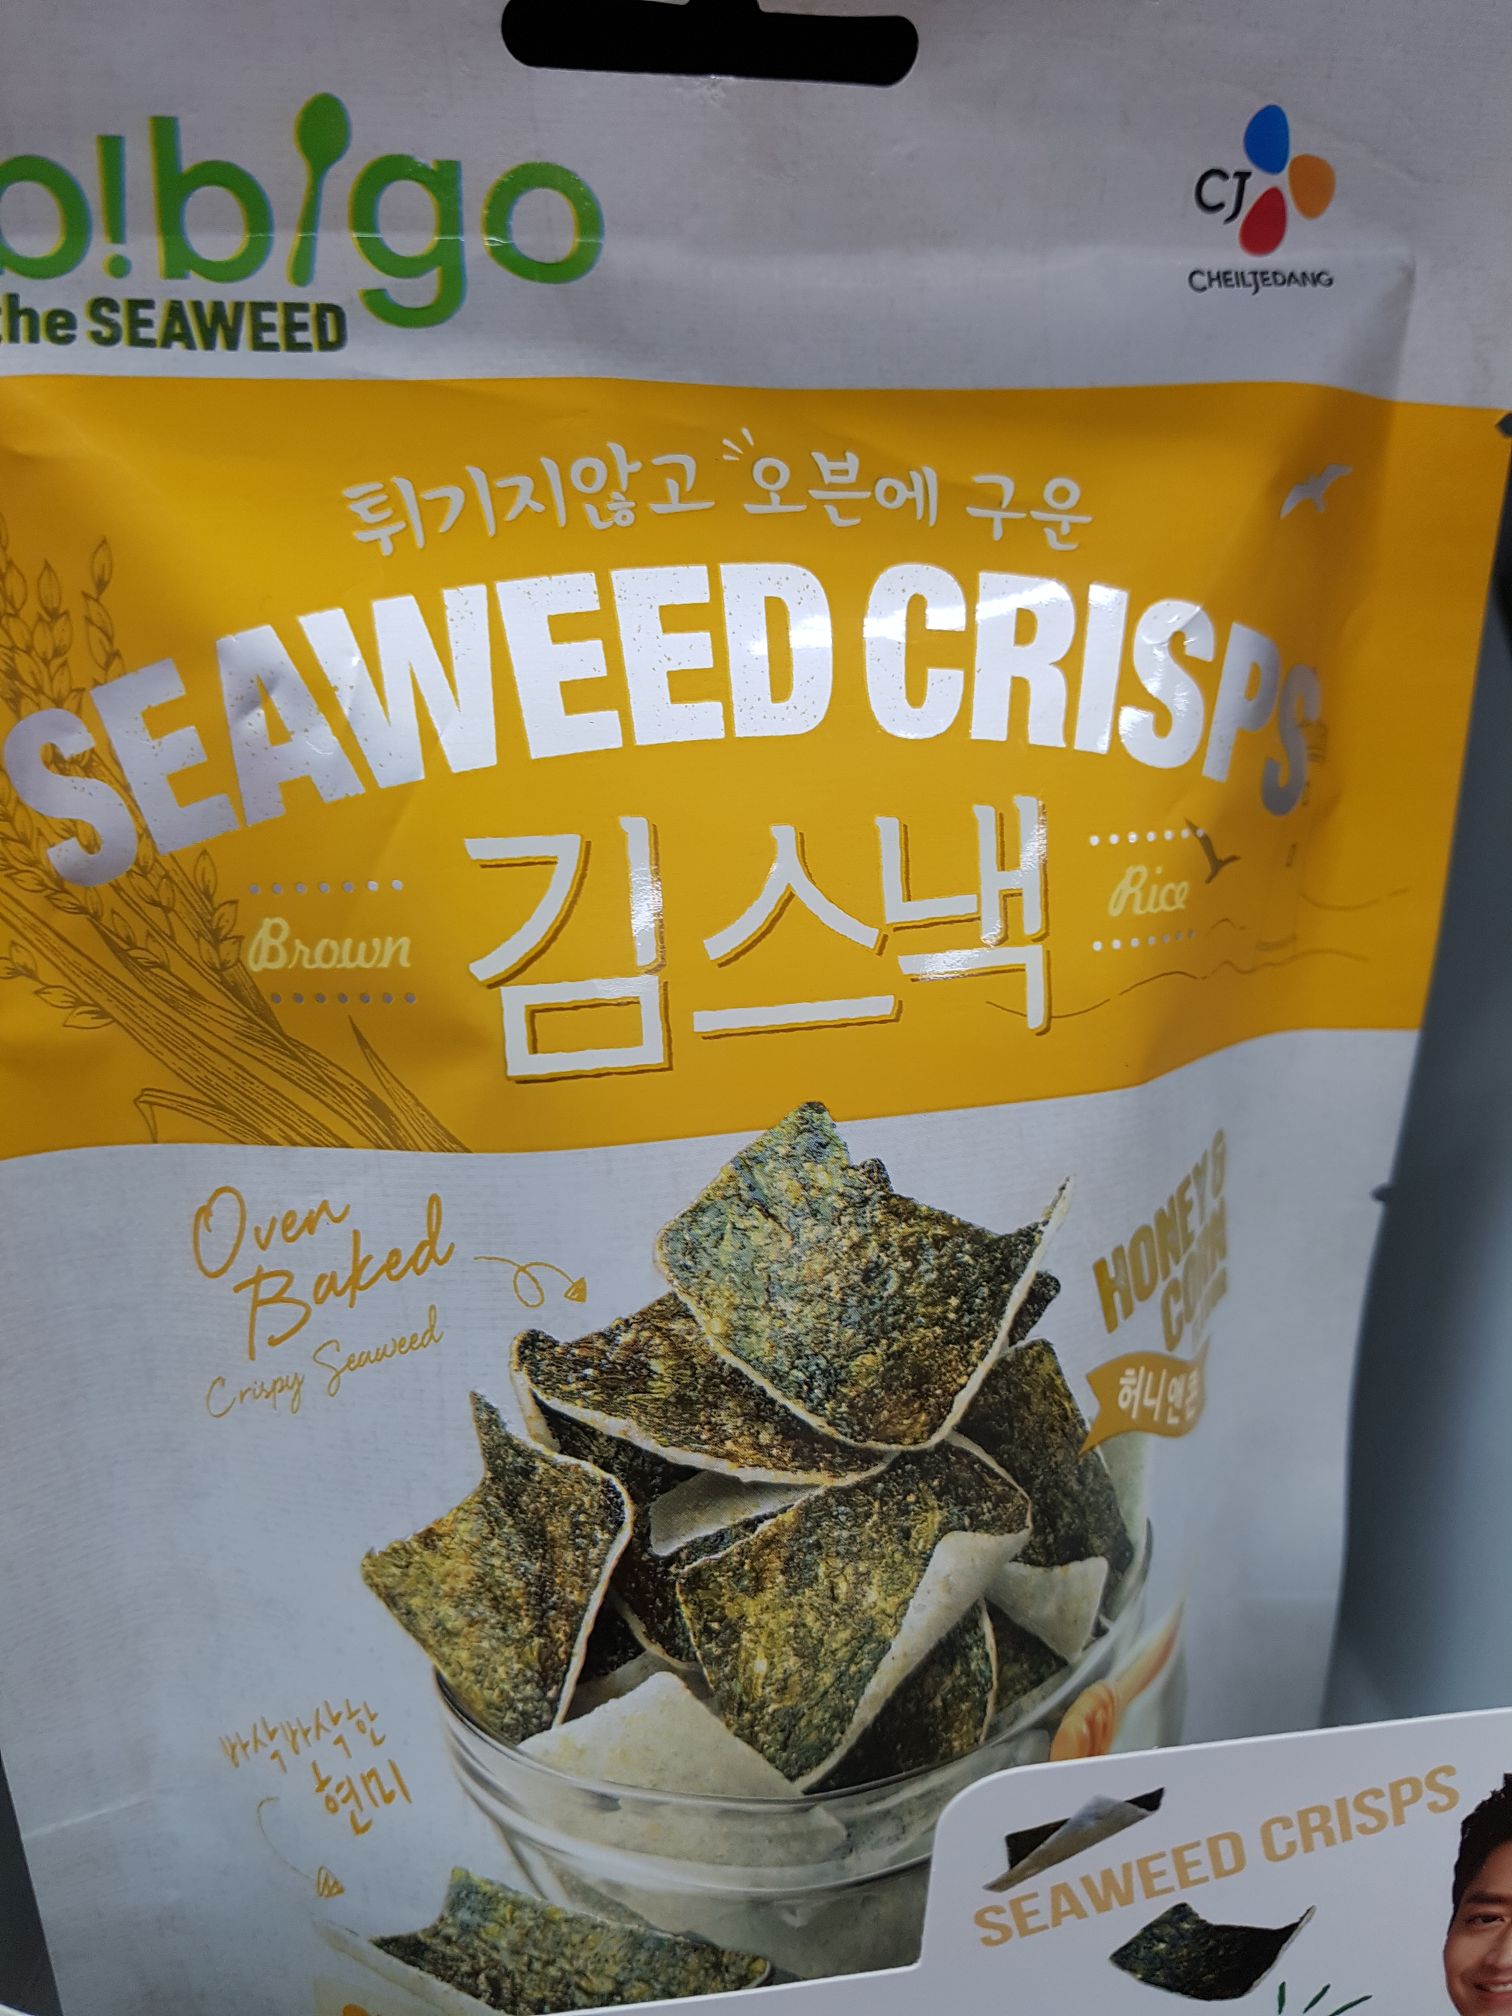 bibigo
the SEAWEED
CJ
CHEILJEDANG
튀기지않고 오븐에 구운
SEAWEED CRISPS
Brown
김스낵
Rice
Oven
Baked
Crispy Seaweed
HONEY &
CORN
허니앤콘
바삭바삭한
현미
SEAWEED CRISPS